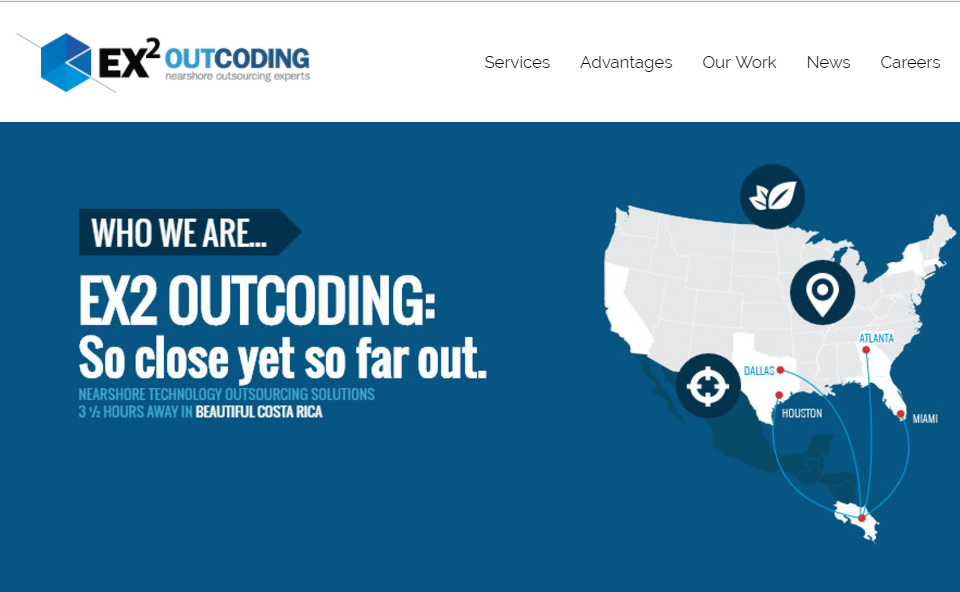 EX² OUTCODING
nearshore outsourcing experts
Services Advantages Our Work News Careers
WHO WE ARE...
EX2 OUTCODING:
So close yet so far out.
NEARSHORE TECHNOLOGY OUTSOURCING SOLUTIONS
3 ½ HOURS AWAY IN BEAUTIFUL COSTA RICA
ATLANTA
DALLAS
HOUSTON
MIAMI